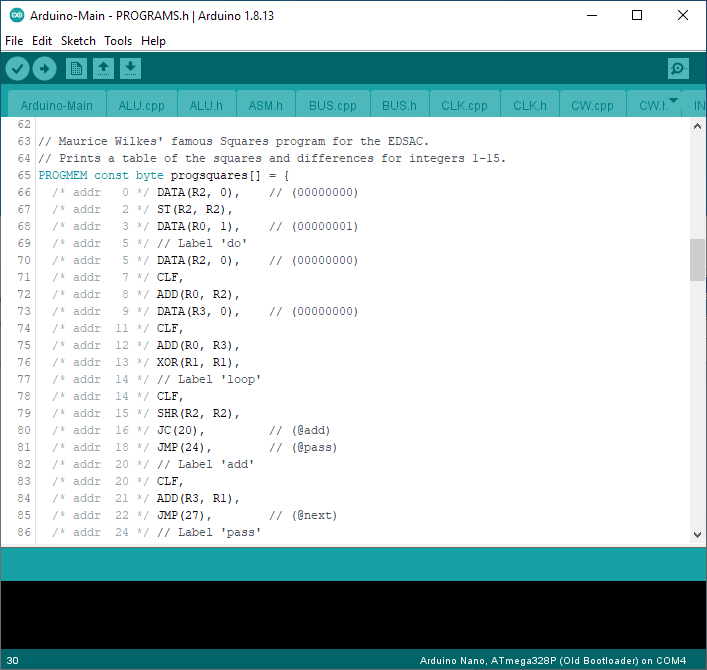 Arduino-Main - PROGRAMS.h | Arduino 1.8.13
File Edit Sketch Tools Help
Arduino-Main ALU.cpp ALU.h ASM.h BUS.cpp BUS.h CLK.cpp CLK.h CW.cpp CW.h IN
62
63 // Maurice Wilkes' famous Squares program for the EDSAC.
64 // Prints a table of the squares and differences for integers 1-15.
65 PROGMEM const byte progsquares[] = {
66   /* addr   0 */ DATA(R2, 0),    // (00000000)
67   /* addr   2 */ ST(R2, R2),
68   /* addr   3 */ DATA(R0, 1),    // (00000001)
69   /* addr   5 */ // Label 'do'
70   /* addr   5 */ DATA(R2, 0),    // (00000000)
71   /* addr   7 */ CLF,
72   /* addr   8 */ ADD(R0, R2),
73   /* addr   9 */ DATA(R3, 0),    // (00000000)
74   /* addr  11 */ CLF,
75   /* addr  12 */ ADD(R0, R3),
76   /* addr  13 */ XOR(R1, R1),
77   /* addr  14 */ // Label 'loop'
78   /* addr  14 */ CLF,
79   /* addr  15 */ SHR(R2, R2),
80   /* addr  16 */ JC(20),         // (@add)
81   /* addr  18 */ JMP(24),        // (@pass)
82   /* addr  20 */ // Label 'add'
83   /* addr  20 */ CLF,
84   /* addr  21 */ ADD(R3, R1),
85   /* addr  22 */ JMP(27),        // (@next)
86   /* addr  24 */ // Label 'pass'
30 Arduino Nano, ATmega328P (Old Bootloader) on COM4